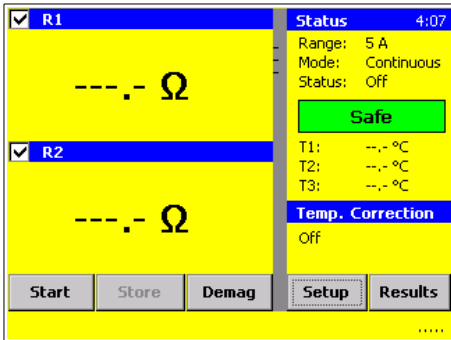 R1
---.- Ω
R2
---.- Ω
Start Store Demag
Status 4:07
Range: 5 A
Mode: Continuous
Status: Off
Safe
T1: --.- °C
T2: --.- °C
T3: --.- °C
Temp. Correction
Off
Setup Results
.....